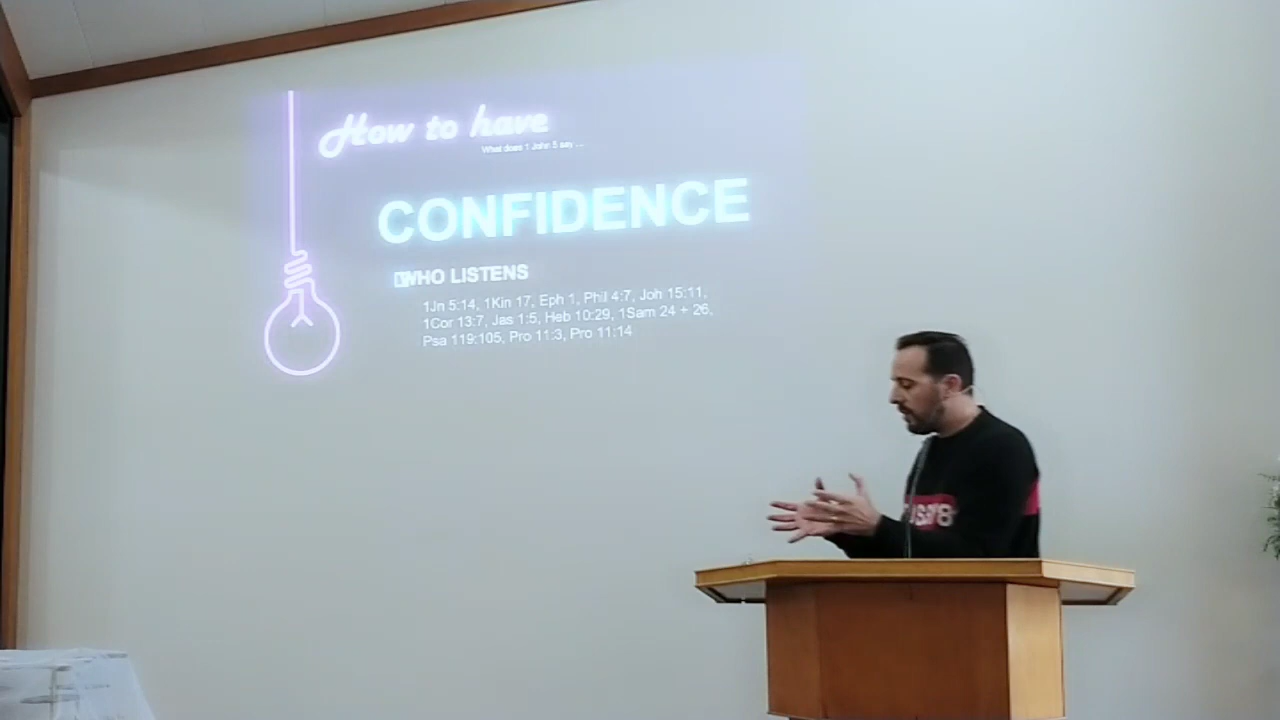 How to have
What does 1 John 5 say ...
CONFIDENCE
WHO LISTENS
1Jn 5:14, 1Kin 17, Eph 1, Phil 4:7, Joh 15:11,
1Cor 13:7, Jas 1:5, Heb 10:29, 1Sam 24 + 26,
Psa 119:105, Pro 11:3, Pro 11:14